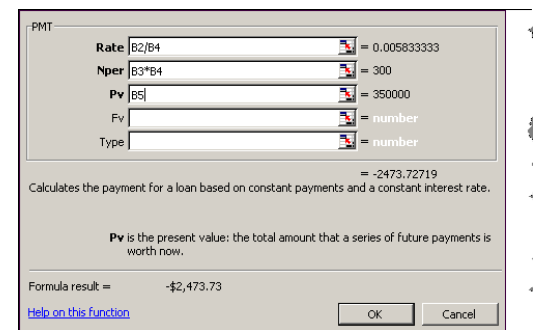 PMT
Rate B2/B4 = 0.005833333
Nper B3*B4 = 300
Pv B5 = 350000
Fv = number
Type = number
= -2473.72719
Calculates the payment for a loan based on constant payments and a constant interest rate.
Pv is the present value: the total amount that a series of future payments is
worth now.
Formula result = -$2,473.73
Help on this function OK Cancel